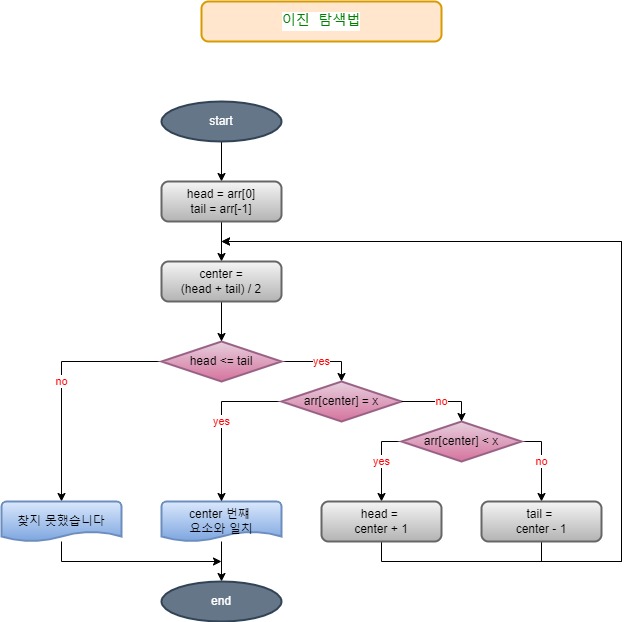 이진 탐색법
start
head = arr[0]
tail = arr[-1]
center =
(head + tail) / 2
head <= tail
yes
no
arr[center] = x
no
yes
arr[center] < x
yes
no
찾지 못했습니다
center 번째
요소와 일치
head =
center + 1
tail =
center - 1
end